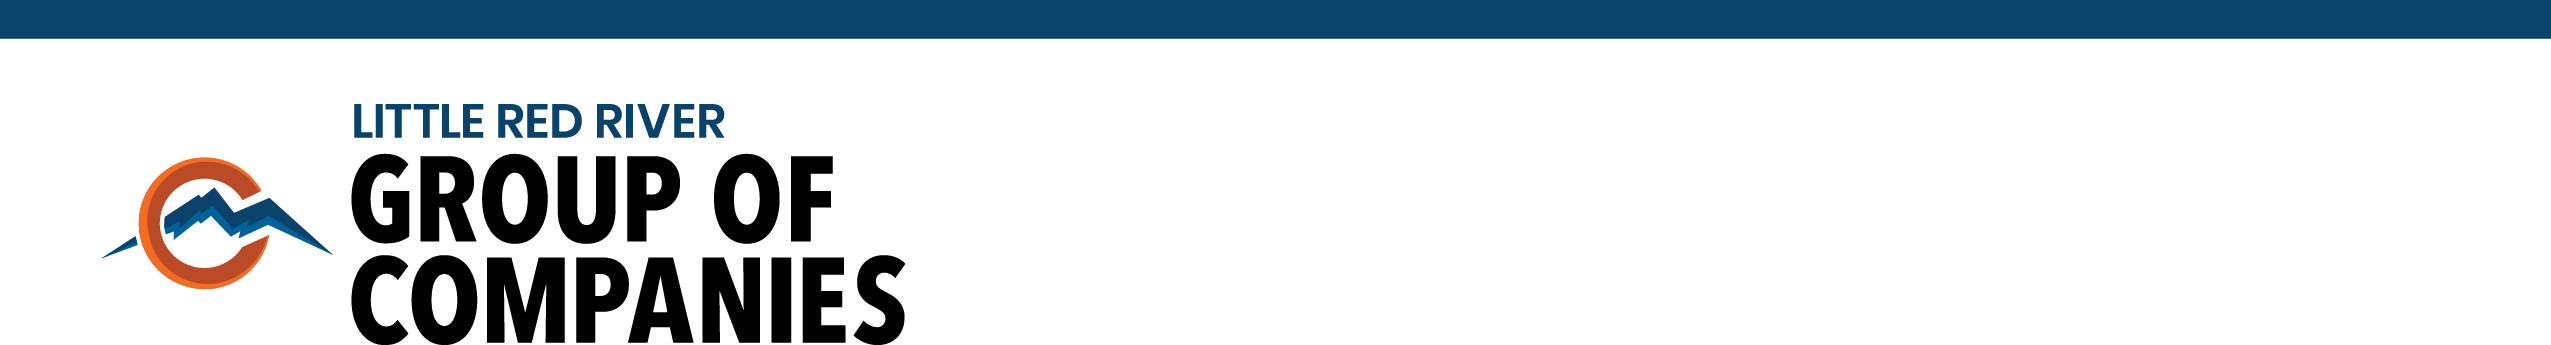 LITTLE RED RIVER
GROUP OF
COMPANIES